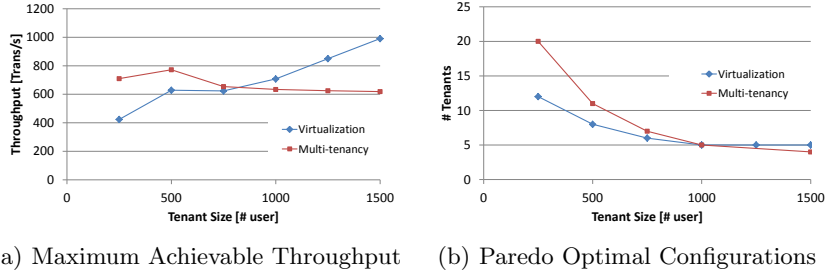 1200
1000
800
600
400
200
0
Throughput [Trans/s]
Virtualization
Multi-tenancy
0 500 1000 1500
Tenant Size [# user]
25
20
15
10
5
0
# Tenants
Virtualization
Multi-tenancy
0 500 1000 1500
Tenant Size [# user]
a) Maximum Achievable Throughput
(b) Paredo Optimal Configurations